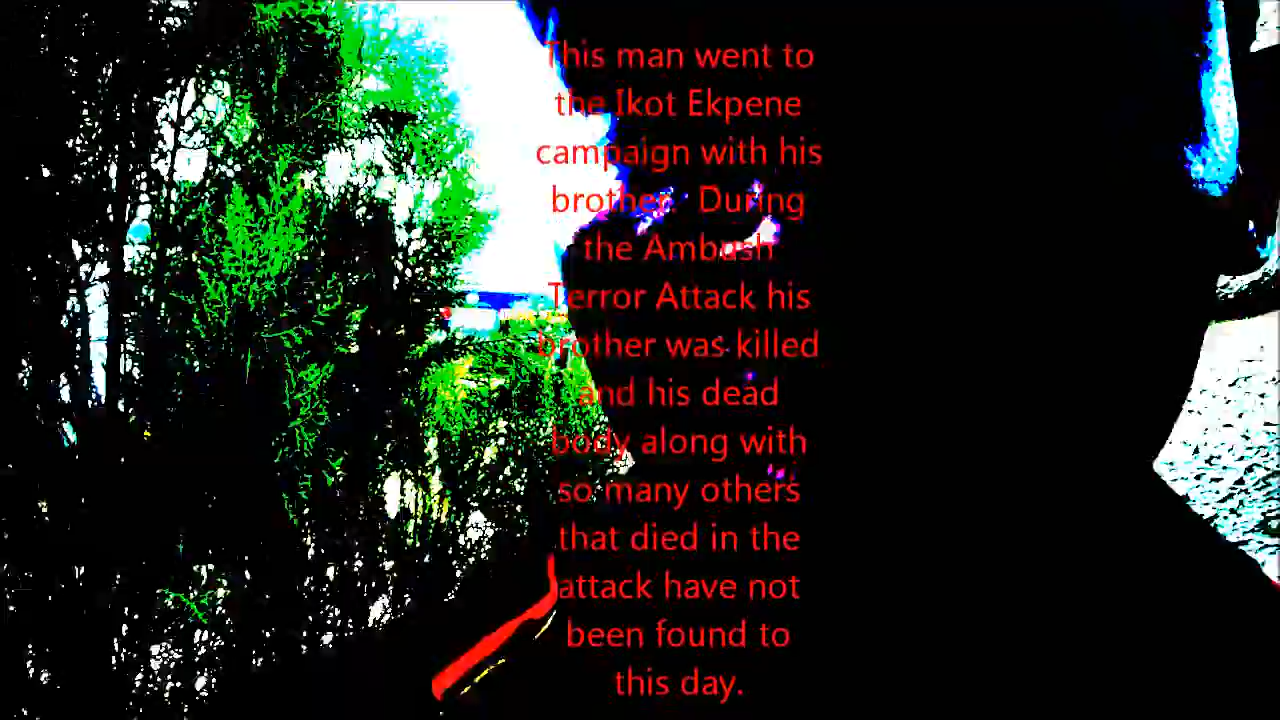 This man went to
the Ikot Ekpene
campaign with his
brother.  During
the Ambush
Terror Attack his
brother was killed
and his dead
body along with
so many others
that died in the
attack have not
been found to
this day.